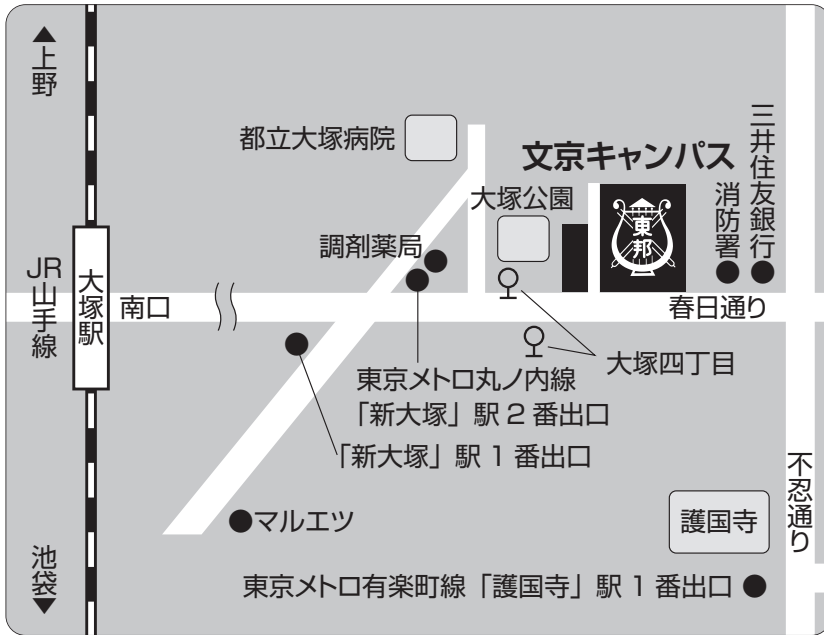 ▲上野
都立大塚病院
文京キャンパス
三井住友銀行
消防署
大塚公園
東邦
調剤薬局
JR山手線
大塚駅
南口
春日通り
大塚四丁目
東京メトロ丸ノ内線
「新大塚」駅2番出口
「新大塚」駅1番出口
不忍通り
マルエツ
護国寺
池袋▼
東京メトロ有楽町線「護国寺」駅1番出口